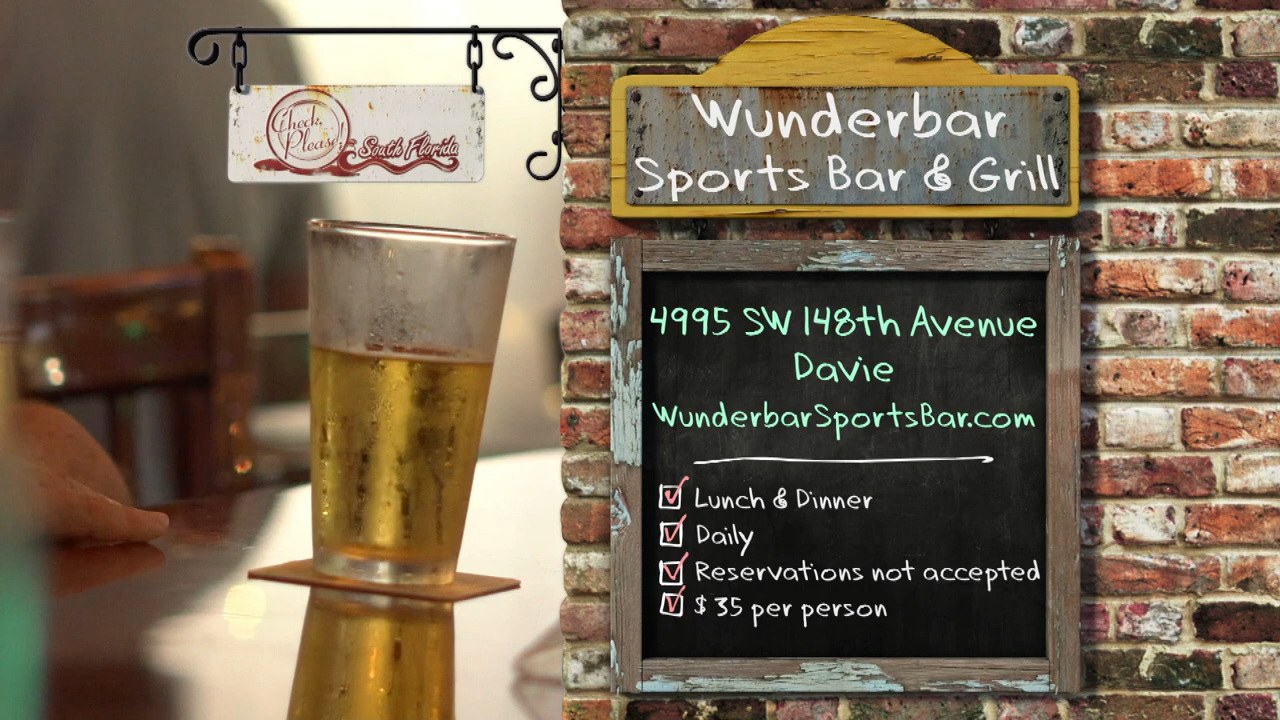 Check,
Please!
South Florida
Wunderbar
Sports Bar & Grill
4995 SW 148th Avenue
Davie
WunderbarSportsBar.com
Lunch & Dinner
Daily
Reservations not accepted
$ 35 per person